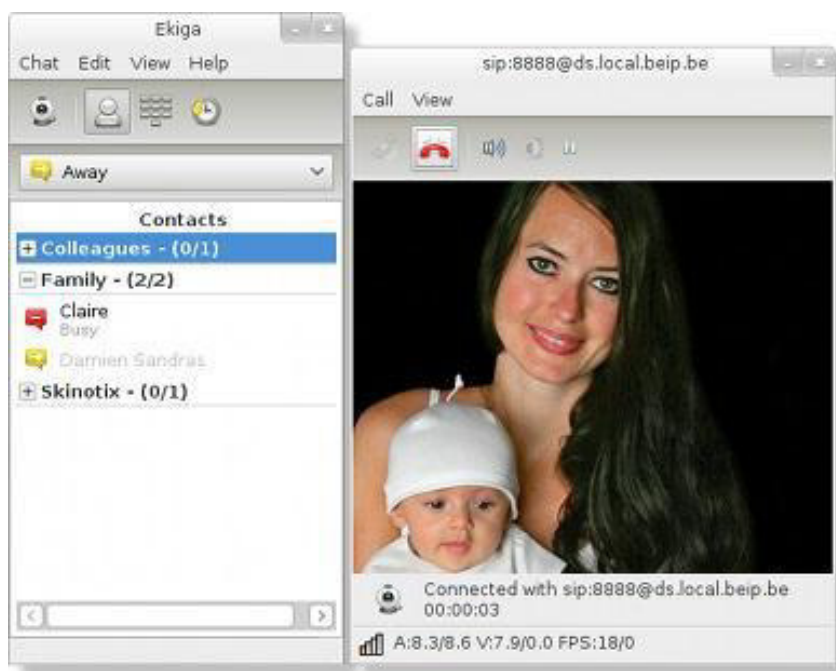 Ekiga
Chat Edit View Help
Away
Contacts
Colleagues - (0/1)
Family - (2/2)
Claire
Busy
Damien Sandras
Skinotix - (0/1)
sip:8888@ds.local.beip.be
Call View
Connected with sip:8888@ds.local.beip.be
00:00:03
A:8.3/8.6 V:7.9/0.0 FPS:18/0